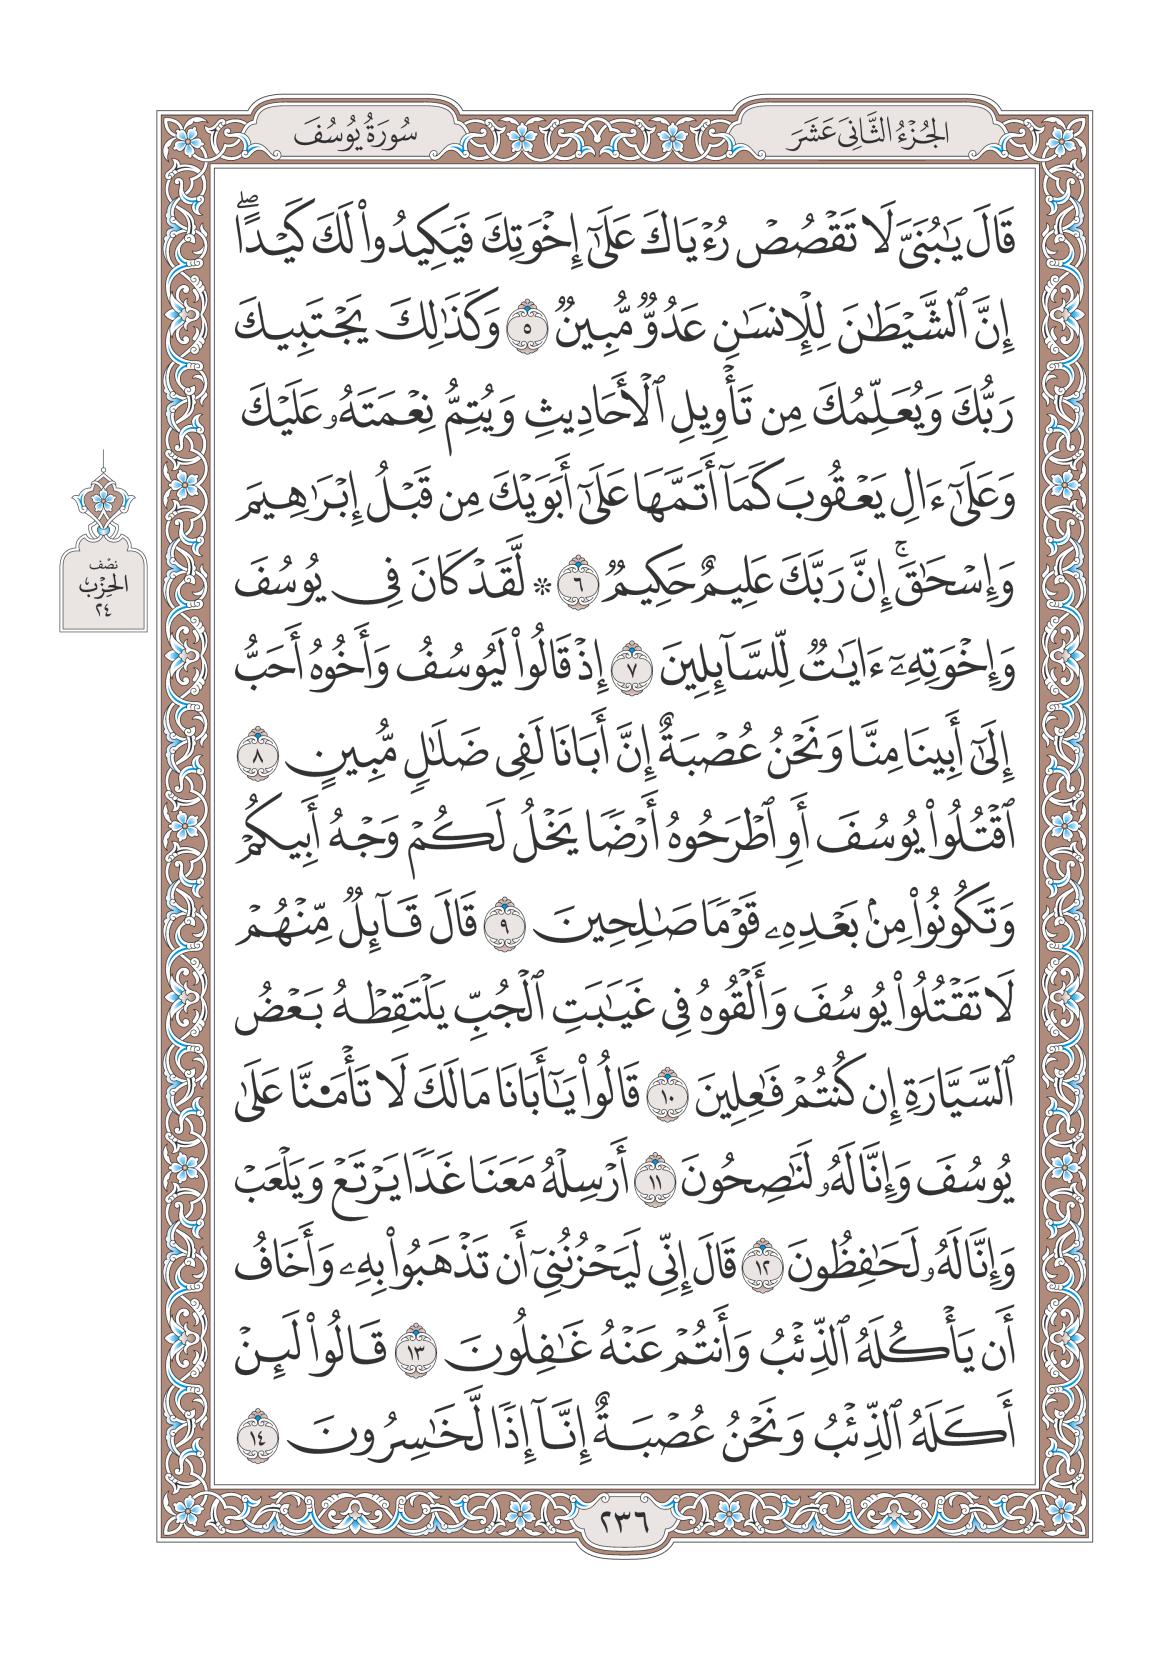 الجُزْءُ الثَّانِي عَشَرَ
سُورَةُ يُوسُفَ
قَالَ يَٰبُنَيَّ لَا تَقۡصُصۡ رُءۡيَاكَ عَلَىٰٓ إِخۡوَتِكَ فَيَكِيدُواْ لَكَ كَيۡدًاۖ
إِنَّ ٱلشَّيۡطَٰنَ لِلۡإِنسَٰنِ عَدُوّٞ مُّبِينٞ ٥ وَكَذَٰلِكَ يَجۡتَبِيكَ
رَبُّكَ وَيُعَلِّمُكَ مِن تَأۡوِيلِ ٱلۡأَحَادِيثِ وَيُتِمُّ نِعۡمَتَهُۥ عَلَيۡكَ
وَعَلَىٰٓ ءَالِ يَعۡقُوبَ كَمَآ أَتَمَّهَا عَلَىٰٓ أَبَوَيۡكَ مِن قَبۡلُ إِبۡرَٰهِيمَ
وَإِسۡحَٰقَۚ إِنَّ رَبَّكَ عَلِيمٌ حَكِيمٞ ٦ * لَّقَدۡ كَانَ فِي يُوسُفَ
نصۡف
الحِزۡب
٢٤
وَإِخۡوَتِهِۦٓ ءَايَٰتٞ لِّلسَّآئِلِينَ ٧ إِذۡ قَالُواْ لَيُوسُفُ وَأَخُوهُ أَحَبُّ
إِلَىٰٓ أَبِينَا مِنَّا وَنَحۡنُ عُصۡبَةٌ إِنَّ أَبَانَا لَفِي ضَلَٰلٖ مُّبِينٍ ٨
ٱقۡتُلُواْ يُوسُفَ أَوِ ٱطۡرَحُوهُ أَرۡضٗا يَخۡلُ لَكُمۡ وَجۡهُ أَبِيكُمۡ
وَتَكُونُواْ مِنۢ بَعۡدِهِۦ قَوۡمٗا صَٰلِحِينَ ٩ قَالَ قَآئِلٞ مِّنۡهُمۡ
لَا تَقۡتُلُواْ يُوسُفَ وَأَلۡقُوهُ فِي غَيَٰبَتِ ٱلۡجُبِّ يَلۡتَقِطۡهُ بَعۡضُ
ٱلسَّيَّارَةِ إِن كُنتُمۡ فَٰعِلِينَ ١٠ قَالُواْ يَٰٓأَبَانَا مَالَكَ لَا تَأۡمَ۬نَّا عَلَىٰ
يُوسُفَ وَإِنَّا لَهُۥ لَنَٰصِحُونَ ١١ أَرۡسِلۡهُ مَعَنَا غَدٗا يَرۡتَعۡ وَيَلۡعَبۡ
وَإِنَّا لَهُۥ لَحَٰفِظُونَ ١٢ قَالَ إِنِّي لَيَحۡزُنُنِيٓ أَن تَذۡهَبُواْ بِهِۦ وَأَخَافُ
أَن يَأۡكُلَهُ ٱلذِّئۡبُ وَأَنتُمۡ عَنۡهُ غَٰفِلُونَ ١٣ قَالُواْ لَئِنۡ
أَكَلَهُ ٱلذِّئۡبُ وَنَحۡنُ عُصۡبَةٌ إِنَّآ إِذٗا لَّخَٰسِرُونَ ١٤
٢٣٦